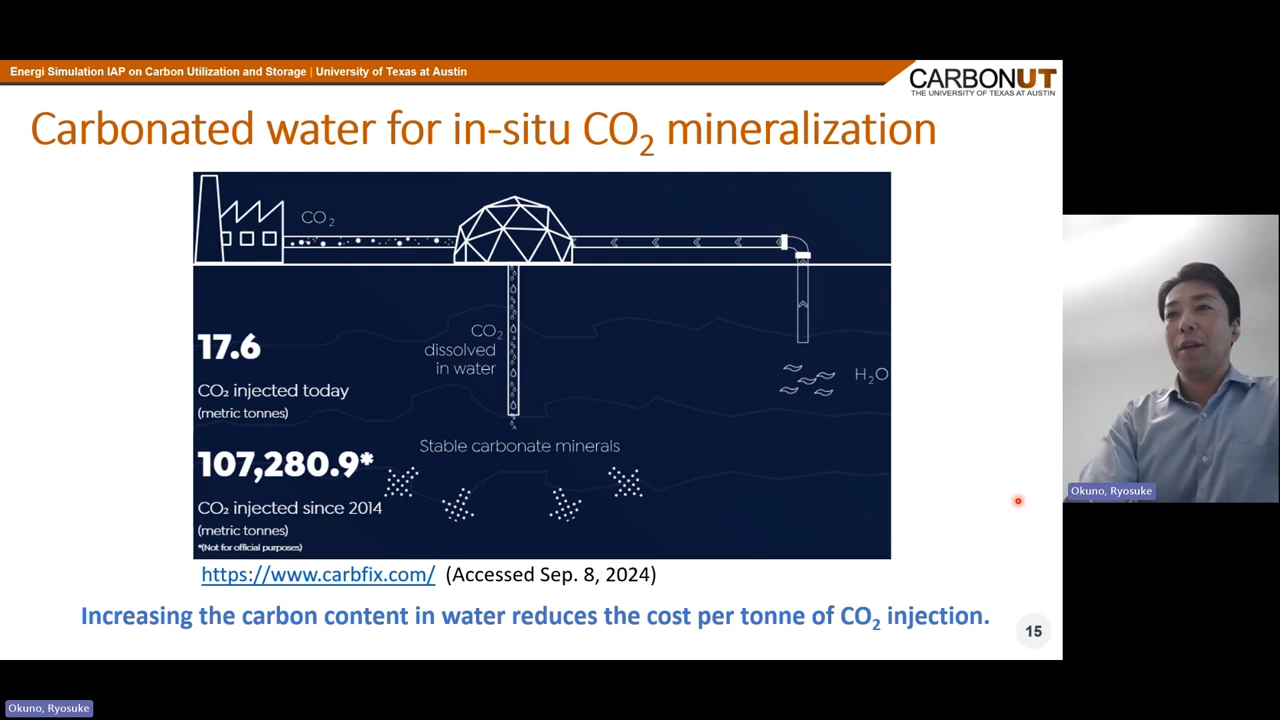 Energi Simulation IAP on Carbon Utilization and Storage | University of Texas at Austin
CARBONUT
THE UNIVERSITY OF TEXAS AT AUSTIN
Carbonated water for in-situ CO₂ mineralization
CO₂
17.6
CO₂ injected today
(metric tonnes)
107,280.9*
CO₂ injected since 2014
(metric tonnes)
*(Not for official purposes)
CO₂
dissolved
in water
H₂O
Stable carbonate minerals
https://www.carbfix.com/ (Accessed Sep. 8, 2024)
Increasing the carbon content in water reduces the cost per tonne of CO₂ injection.
15
Okuno, Ryosuke
Okuno, Ryosuke